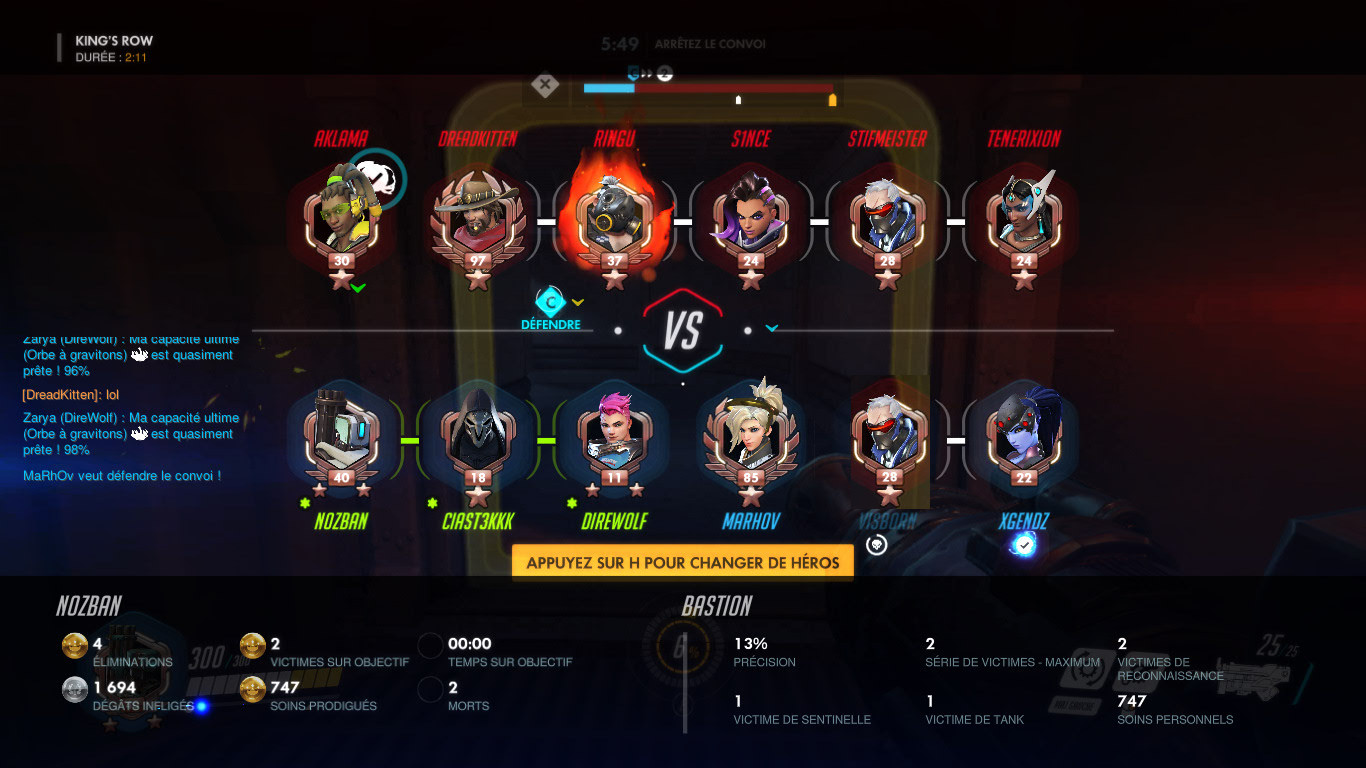 KING'S ROW
DURÉE : 2:11
5:49 ARRÊTEZ LE CONVOI
2
AKLAMA DREADKITTEN RINGU S1NCE STIFMEISTER TENERIXION
30 97 37 24 28 24
C
DÉFENDRE
VS
Zarya (DireWolf) : Ma capacité ultime
(Orbe à gravitons) est quasiment
prête ! 96%
[DreadKitten]: lol
Zarya (DireWolf) : Ma capacité ultime
(Orbe à gravitons) est quasiment
prête ! 98%
MaRhOv veut défendre le convoi !
40 18 11 85 28 22
NOZBAN CIAST3KKK DIREWOLF MARHOV V1SBORN XGENDZ
APPUYEZ SUR H POUR CHANGER DE HÉROS
NOZBAN
4
ÉLIMINATIONS
2
VICTIMES SUR OBJECTIF
00:00
TEMPS SUR OBJECTIF
1 694
DÉGÂTS INFLIGÉS
747
SOINS PRODIGUÉS
2
MORTS
300/300
BASTION
13%
PRÉCISION
2
SÉRIE DE VICTIMES - MAXIMUM
2
VICTIMES DE
RECONNAISSANCE
1
VICTIME DE SENTINELLE
1
VICTIME DE TANK
747
SOINS PERSONNELS
25/25